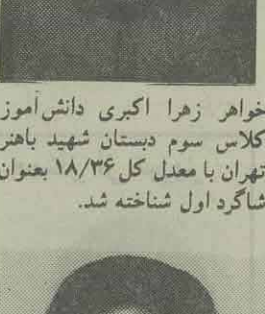 خواهر زهرا اکبری دانش‌آموز
کلاس سوم دبستان شهید باهنر
تهران با معدل کل ۱۸/۳۶ بعنوان
شاگرد اول شناخته شد.